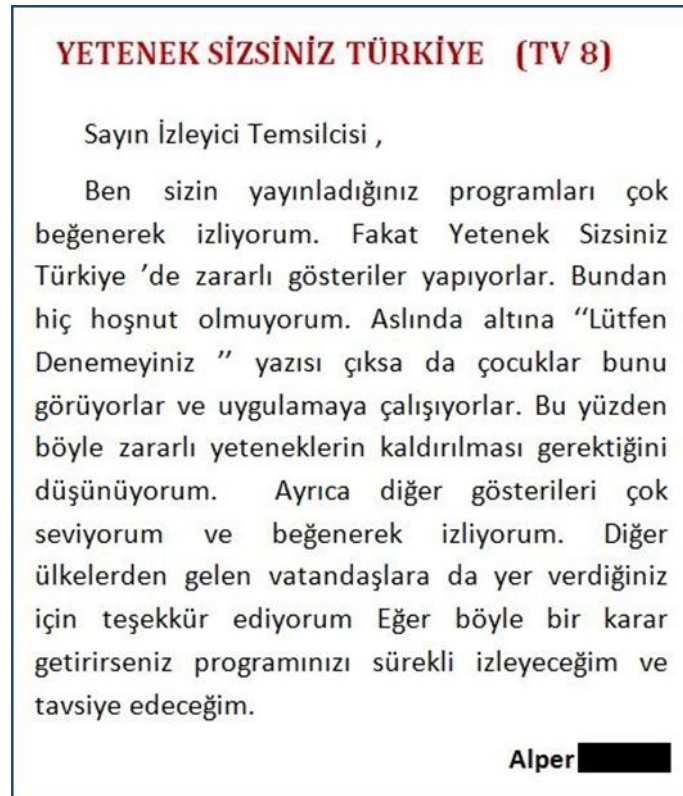 YETENEK SİZSİNİZ TÜRKİYE (TV 8)
Sayın İzleyici Temsilcisi ,
Ben sizin yayınladığınız programları çok
beğenerek izliyorum. Fakat Yetenek Sizsiniz
Türkiye ’de zararlı gösteriler yapıyorlar. Bundan
hiç hoşnut olmuyorum. Aslında altına ‘‘Lütfen
Denemeyiniz ’’ yazısı çıksa da çocuklar bunu
görüyorlar ve uygulamaya çalışıyorlar. Bu yüzden
böyle zararlı yeteneklerin kaldırılması gerektiğini
düşünüyorum. Ayrıca diğer gösterileri çok
seviyorum ve beğenerek izliyorum. Diğer
ülkelerden gelen vatandaşlara da yer verdiğiniz
için teşekkür ediyorum Eğer böyle bir karar
getirirseniz programınızı sürekli izleyeceğim ve
tavsiye edeceğim.
Alper